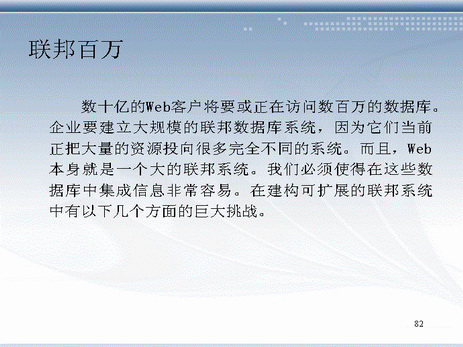 联邦百万
数十亿的Web客户将要或正在访问数百万的数据库。
企业要建立大规模的联邦数据库系统，因为它们当前
正把大量的资源投向很多完全不同的系统。而且，Web
本身就是一个大的联邦系统。我们必须使得在这些数
据库中集成信息非常容易。在建构可扩展的联邦系统
中有以下几个方面的巨大挑战。
82